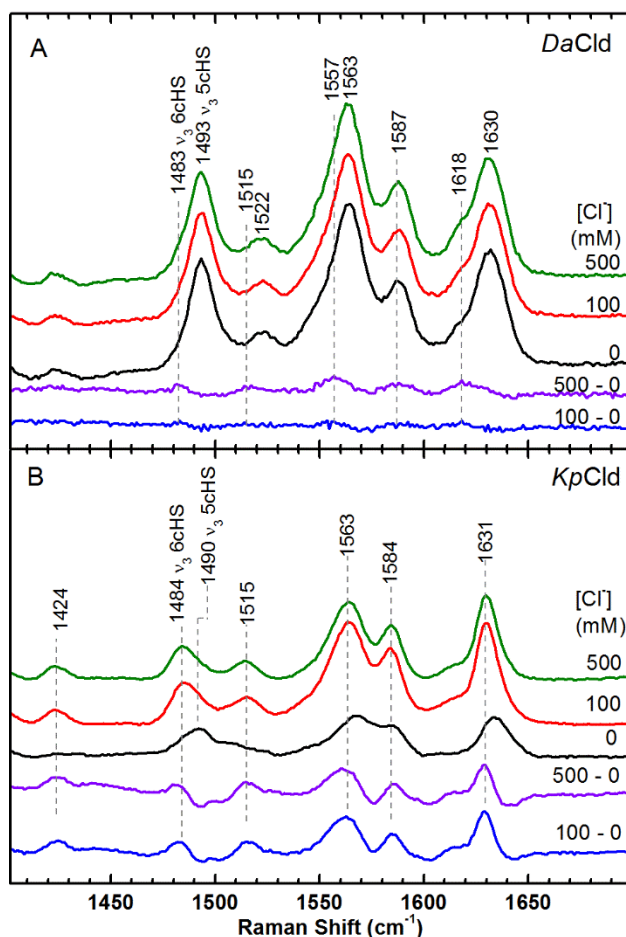 A
DaCld
1483 ν3 6cHS
1493 ν3 5cHS
1515
1522
1557
1563
1587
1618
1630
[Cl-]
(mM)
500
100
0
500 - 0
100 - 0
B
KpCld
1424
1484 ν3 6cHS
1490 ν3 5cHS
1515
1563
1584
1631
[Cl-]
(mM)
500
100
0
500 - 0
100 - 0
1450 1500 1550 1600 1650
Raman Shift (cm-1)